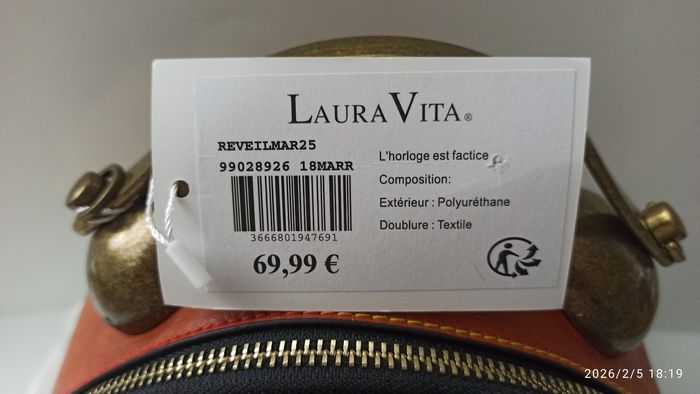 LAURA VITA®
REVEILMAR25
99028926 18MARR
3666801947691
69,99 €
L'horloge est factice
Composition:
Extérieur : Polyuréthane
Doublure : Textile
2026/2/5 18:19